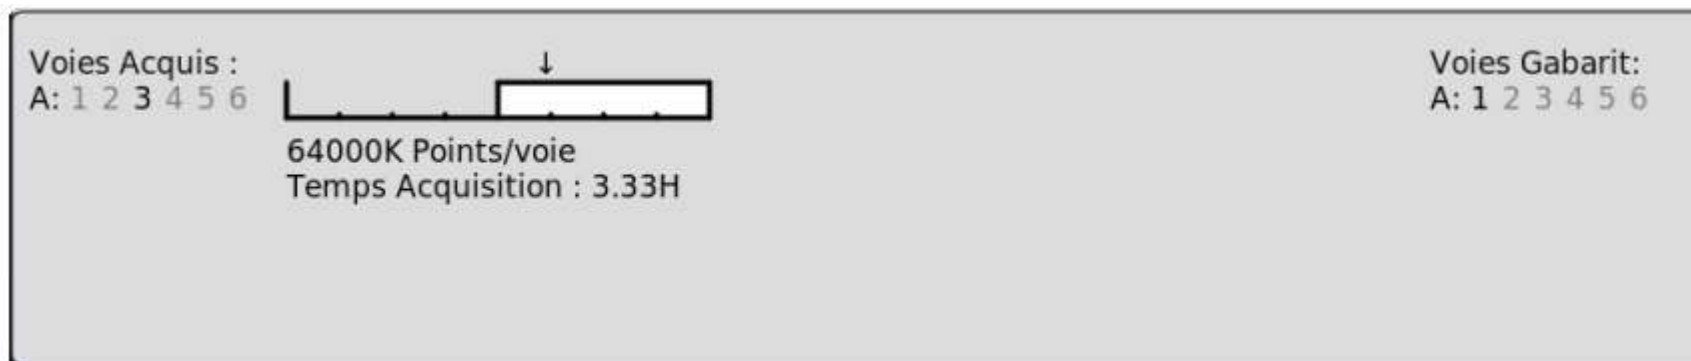 Voies Acquis :
A: 1 2 3 4 5 6
↓
64000K Points/voie
Temps Acquisition : 3.33H
Voies Gabarit:
A: 1 2 3 4 5 6